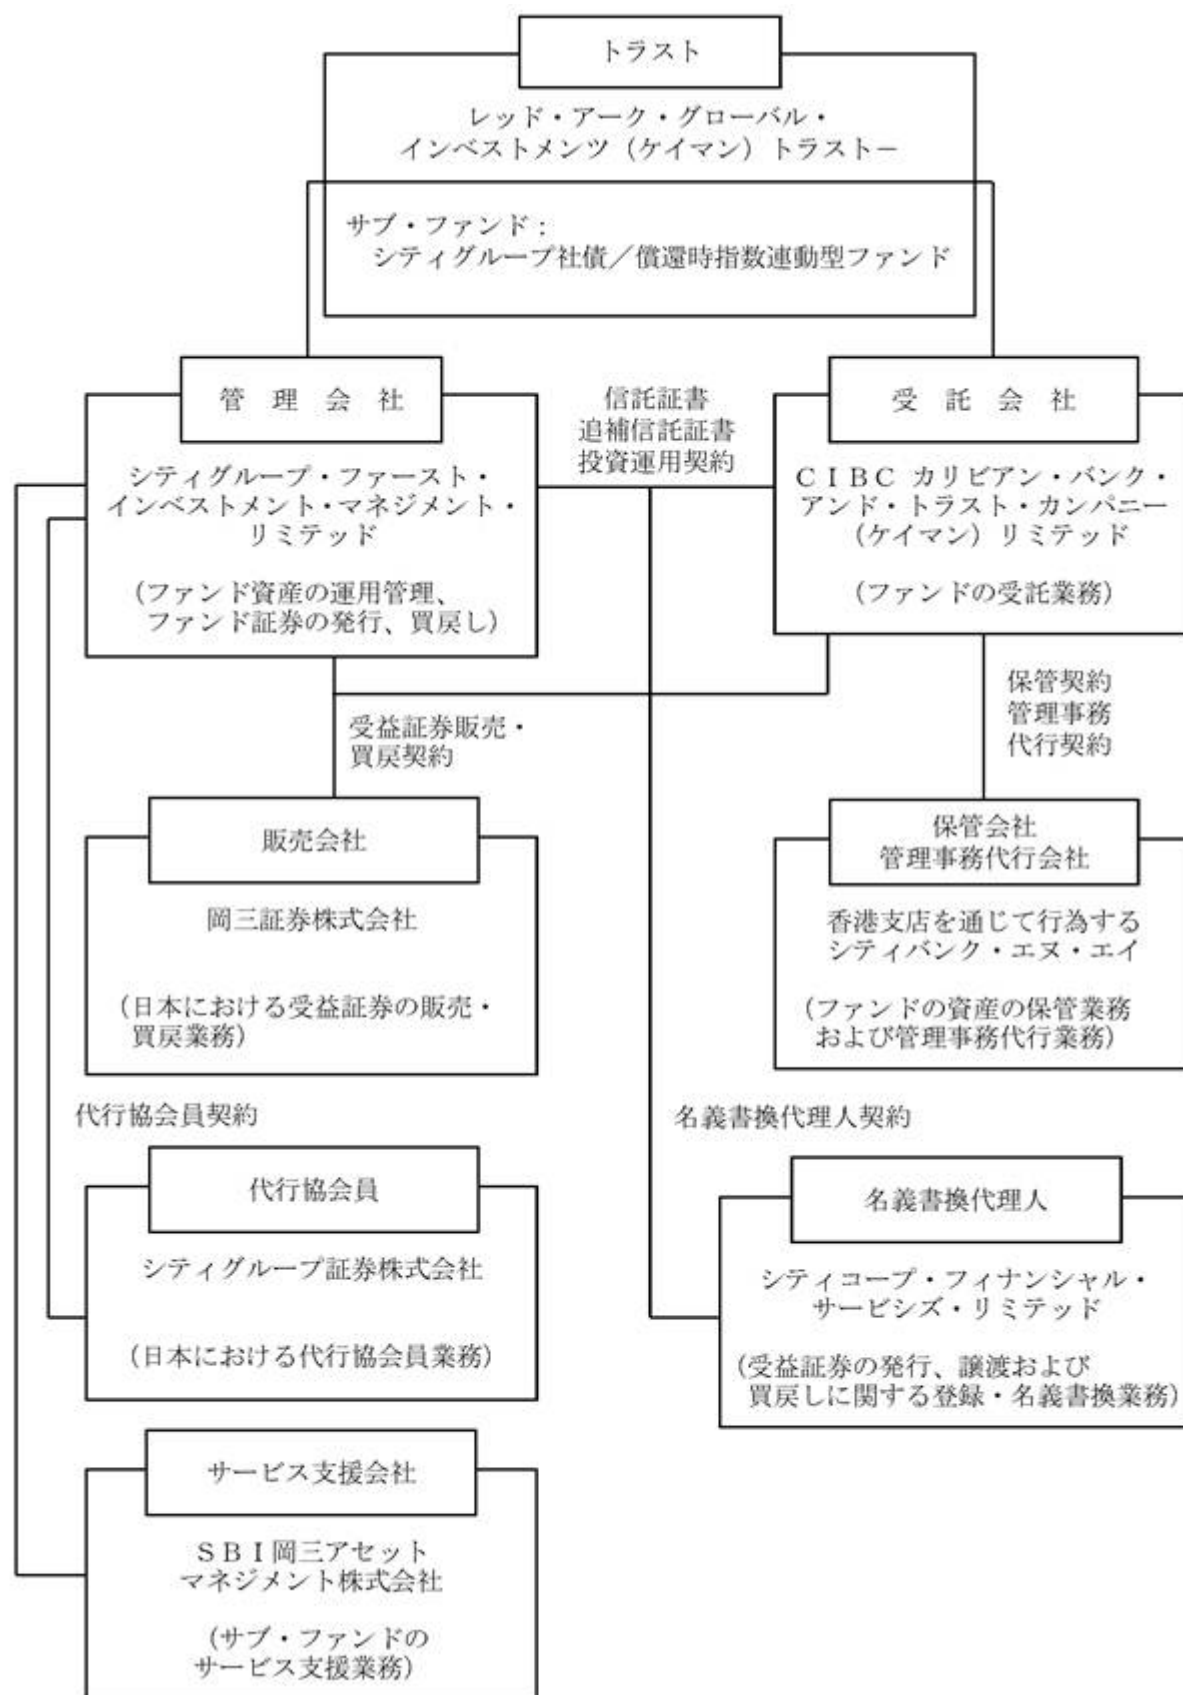 トラスト
レッド・アーク・グローバル・
インベストメンツ（ケイマン）トラスト－
サブ・ファンド：
シティグループ社債／償還時指数連動型ファンド
管理会社
シティグループ・ファースト・
インベストメント・マネジメント・
リミテッド
（ファンド資産の運用管理、
ファンド証券の発行、買戻し）
信託証書
追補信託証書
投資運用契約
受託会社
ＣＩＢＣ カリビアン・バンク・
アンド・トラスト・カンパニー
（ケイマン）リミテッド
（ファンドの受託業務）
受益証券販売・
買戻契約
保管契約
管理事務
代行契約
販売会社
岡三証券株式会社
（日本における受益証券の販売・
買戻業務）
保管会社
管理事務代行会社
香港支店を通じて行為する
シティバンク・エヌ・エイ
（ファンドの資産の保管業務
および管理事務代行業務）
代行協会員契約
名義書換代理人契約
代行協会員
シティグループ証券株式会社
（日本における代行協会員業務）
名義書換代理人
シティコープ・フィナンシャル・
サービシズ・リミテッド
（受益証券の発行、譲渡および
買戻しに関する登録・名義書換業務）
サービス支援会社
ＳＢＩ岡三アセット
マネジメント株式会社
（サブ・ファンドの
サービス支援業務）